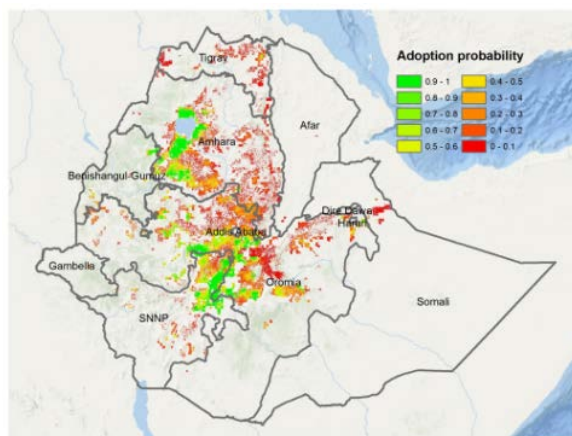 Adoption probability
0.9 - 1 0.4 - 0.5
0.8 - 0.9 0.3 - 0.4
0.7 - 0.8 0.2 - 0.3
0.6 - 0.7 0.1 - 0.2
0.5 - 0.6 0 - 0.1
Tigray
Afar
Amhara
Benishangul-Gumuz
Dire Dawa
Harari
Addis Ababa
Gambella
Oromia
Somali
SNNP